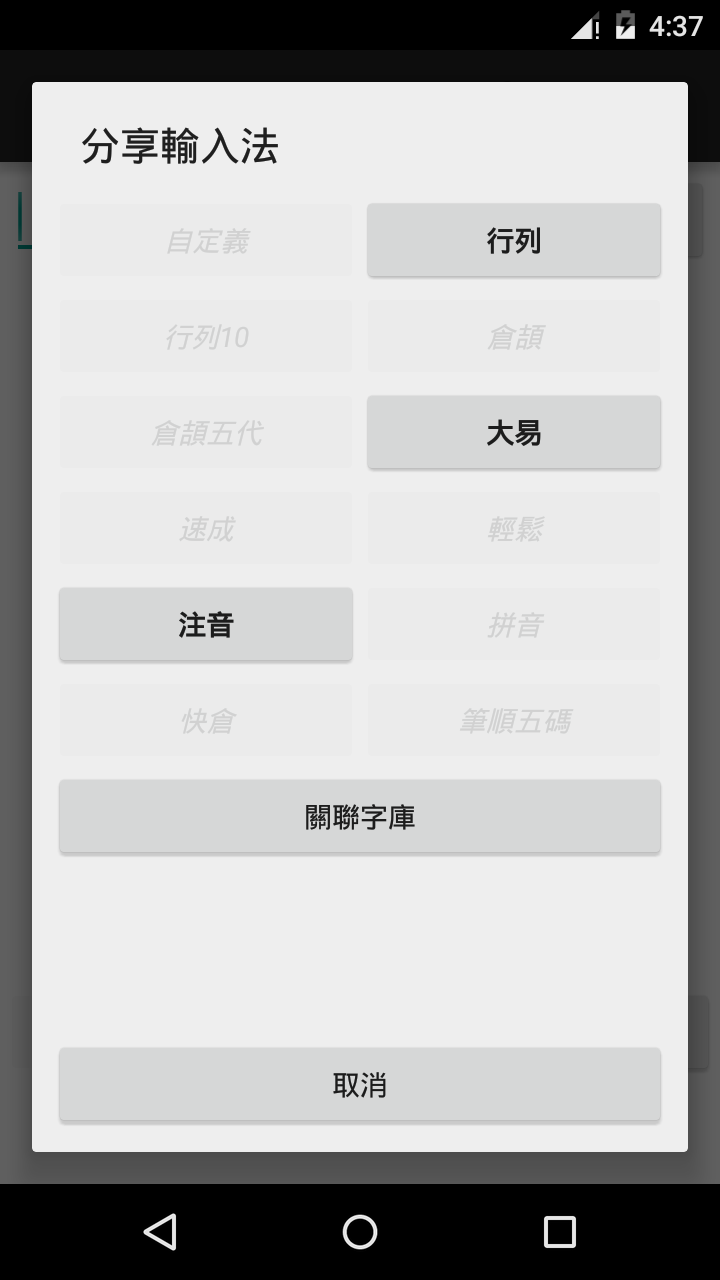 4:37
分享輸入法
自定義
行列
行列10
倉頡
倉頡五代
大易
速成
輕鬆
注音
拼音
快倉
筆順五碼
關聯字庫
取消